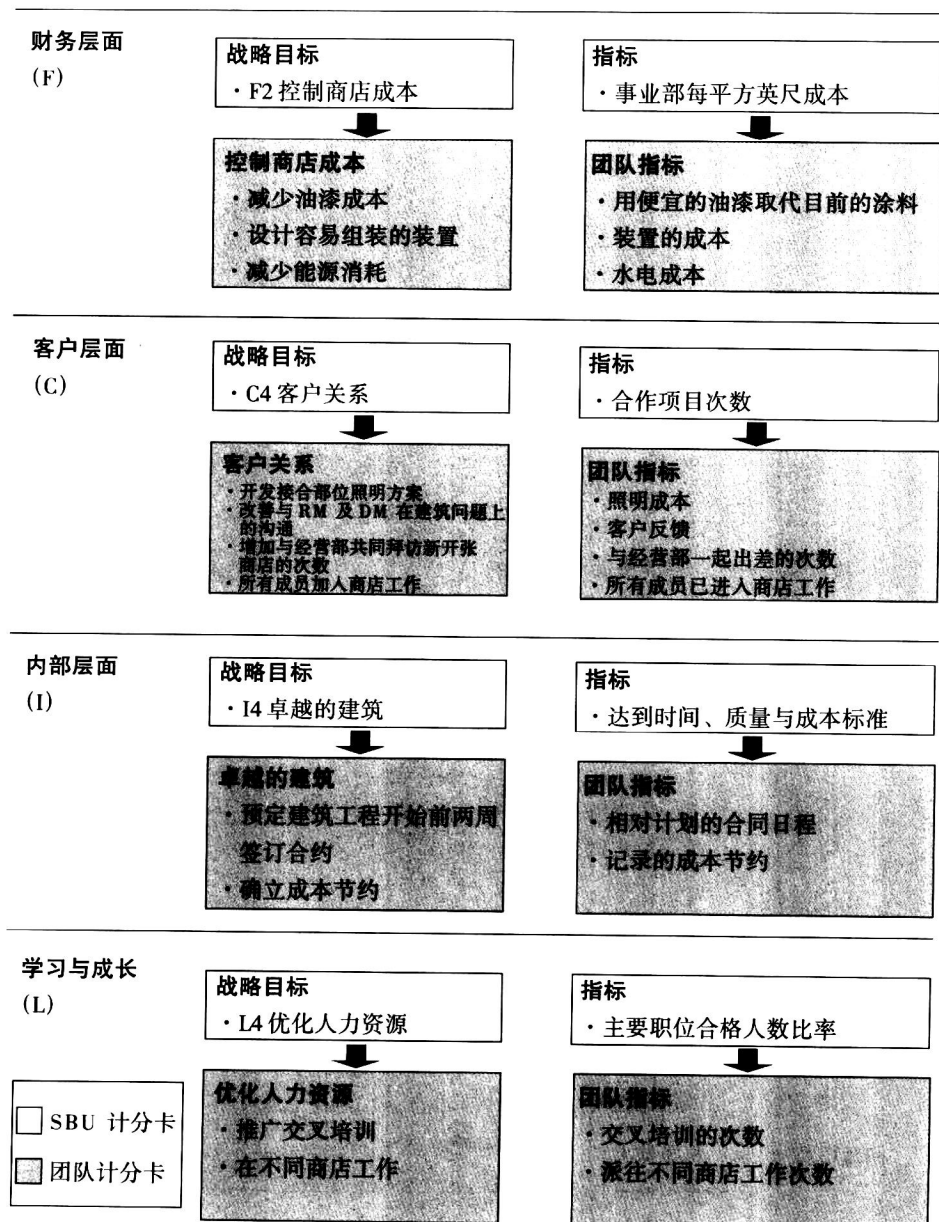 财务层面
(F)
战略目标
· F2 控制商店成本
指标
· 事业部每平方英尺成本
控制商店成本
· 减少油漆成本
· 设计容易组装的装置
· 减少能源消耗
团队指标
· 用便宜的油漆取代目前的涂料
· 装置的成本
· 水电成本
客户层面
(C)
战略目标
· C4 客户关系
指标
· 合作项目次数
客户关系
· 开发接合部位照明方案
· 改善与 RM 及 DM 在建筑问题上
的沟通
· 增加与经营部共同拜访新开张
商店的次数
· 所有成员加入商店工作
团队指标
· 照明成本
· 客户反馈
· 与经营部一起出差的次数
· 所有成员已进入商店工作
内部层面
(I)
战略目标
· I4 卓越的建筑
指标
· 达到时间、质量与成本标准
卓越的建筑
· 预定建筑工程开始前两周
签订合约
· 确立成本节约
团队指标
· 相对计划的合同日程
· 记录的成本节约
学习与成长
(L)
战略目标
· L4 优化人力资源
指标
· 主要职位合格人数比率
优化人力资源
· 推广交叉培训
· 在不同商店工作
团队指标
· 交叉培训的次数
· 派往不同商店工作次数
SBU 计分卡
团队计分卡